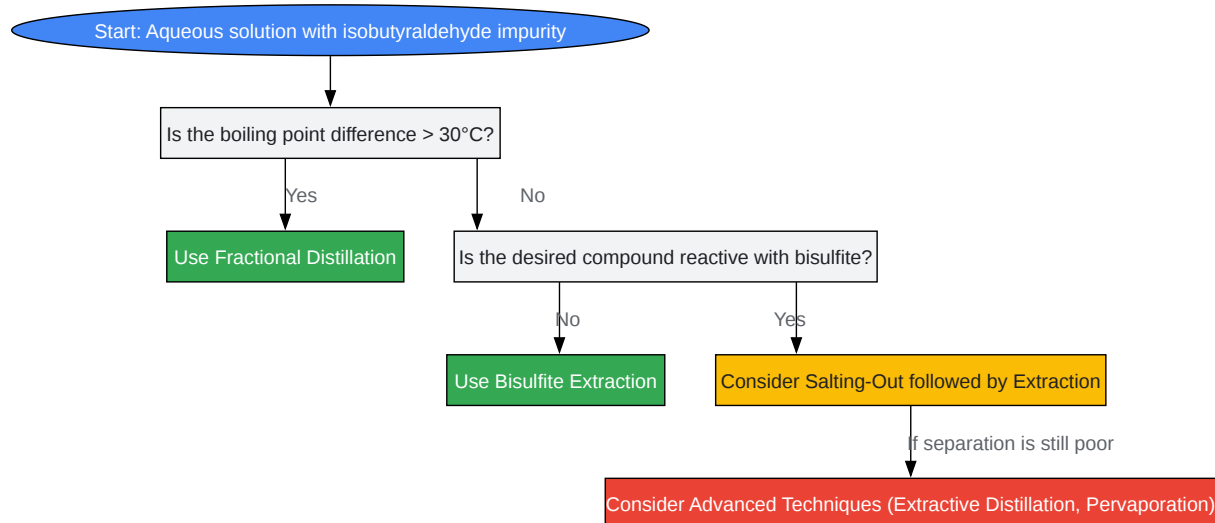 Start: Aqueous solution with isobutyraldehyde impurity
Is the boiling point difference > 30°C?
Yes
No
Use Fractional Distillation
Is the desired compound reactive with bisulfite?
No
Yes
Use Bisulfite Extraction
Consider Salting-Out followed by Extraction
If separation is still poor
Consider Advanced Techniques (Extractive Distillation, Pervaporation)